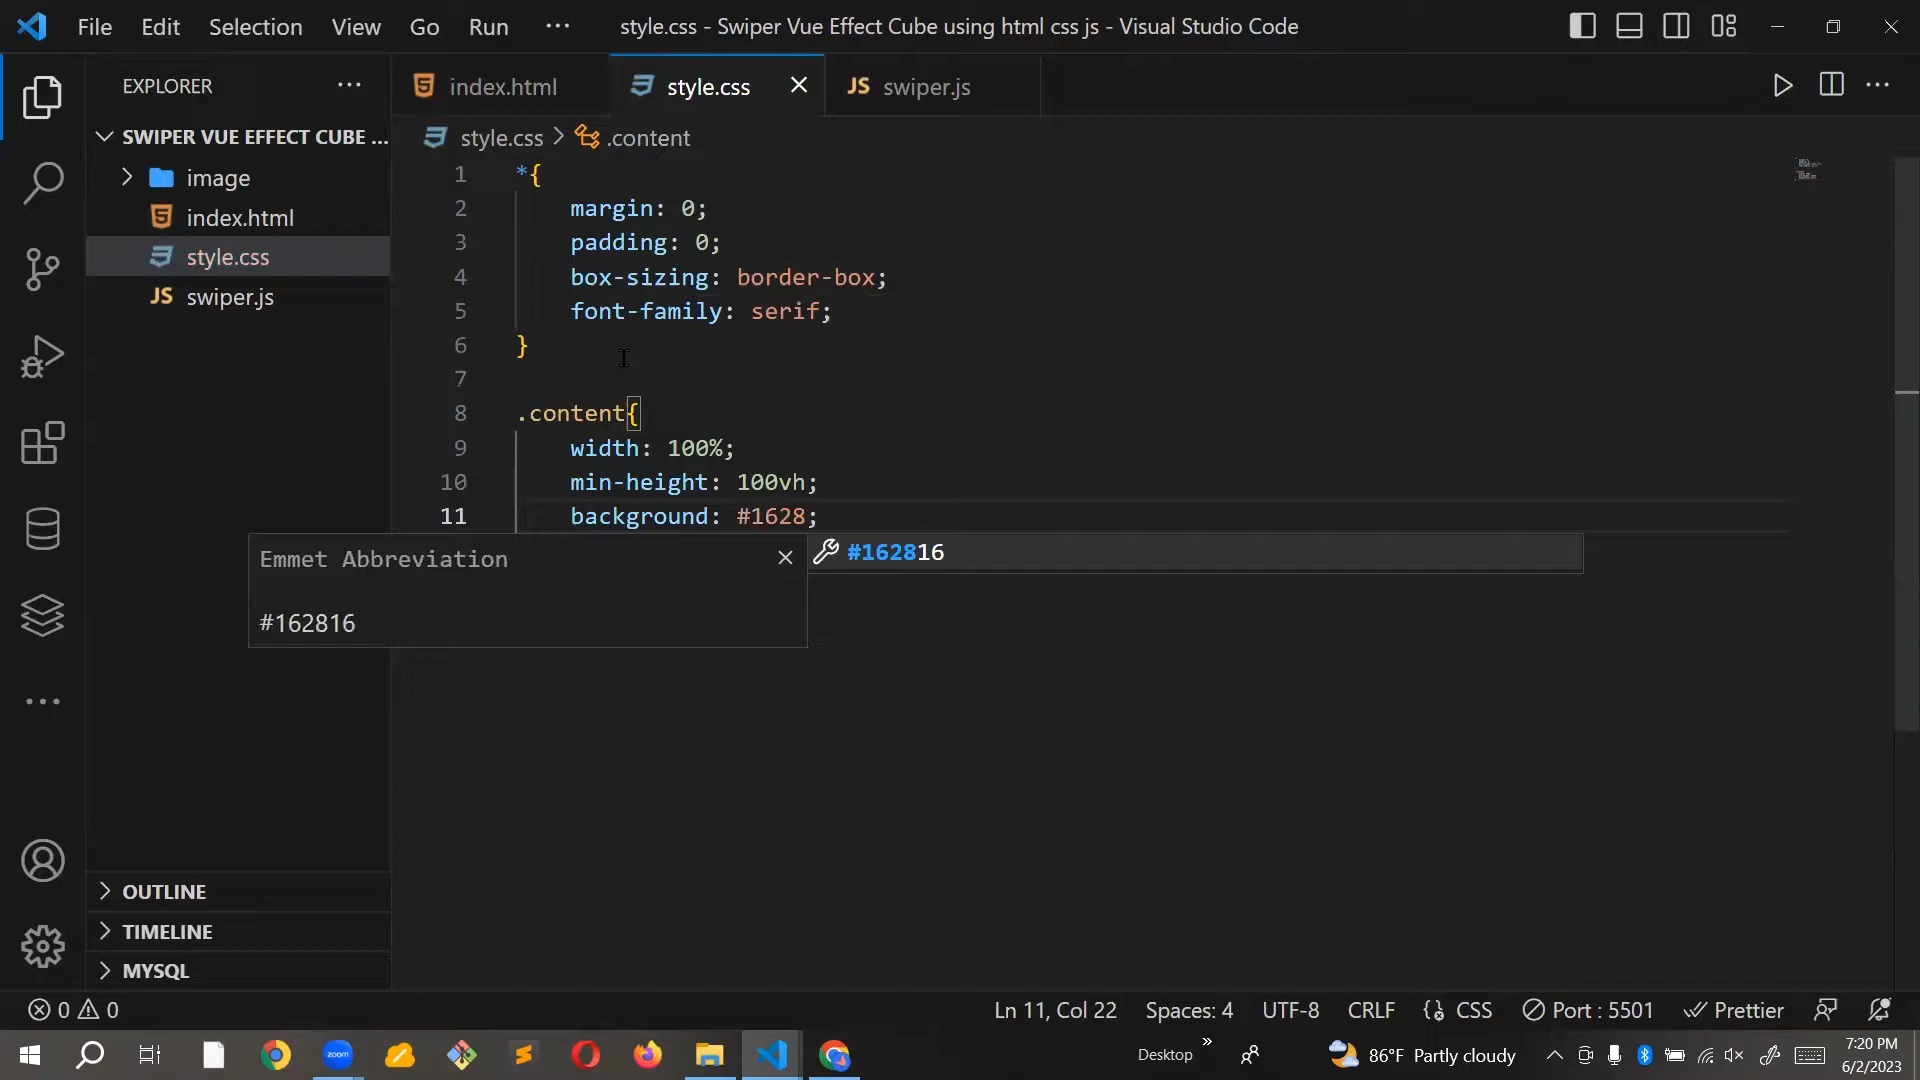 File Edit Selection View Go Run ··· style.css - Swiper Vue Effect Cube using html css js - Visual Studio Code
EXPLORER ···
index.html style.css JS swiper.js
SWIPER VUE EFFECT CUBE ...
style.css > .content
image
index.html
style.css
JS swiper.js
1 *{
2 margin: 0;
3 padding: 0;
4 box-sizing: border-box;
5 font-family: serif;
6 }
7
8 .content{
9 width: 100%;
10 min-height: 100vh;
11 background: #1628;
Emmet Abbreviation
#162816
#162816
OUTLINE
TIMELINE
MYSQL
0 0 Ln 11, Col 22 Spaces: 4 UTF-8 CRLF {} CSS Port : 5501 Prettier
zoom Desktop » 86°F Partly cloudy 7:20 PM
6/2/2023